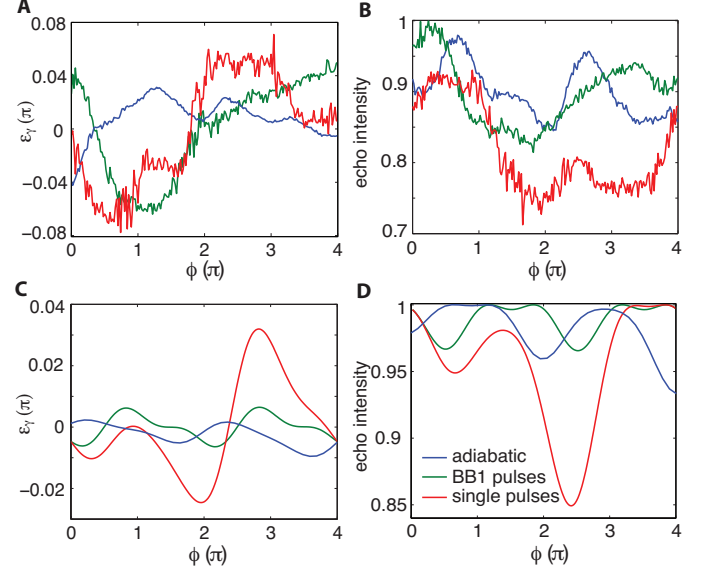 A
0.08
0.04
0
−0.04
−0.08
ε_γ (π)
0 1 2 3 4
ϕ (π)
B
1
0.9
0.8
0.7
echo intensity
0 1 2 3 4
ϕ (π)
C
0.04
0.02
0
−0.02
ε_γ (π)
0 1 2 3 4
ϕ (π)
D
1
0.95
0.9
0.85
echo intensity
adiabatic
BB1 pulses
single pulses
0 1 2 3 4
ϕ (π)